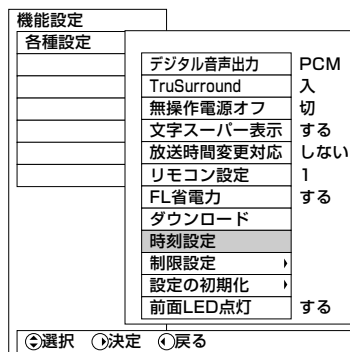 機能設定
各種設定
デジタル音声出力 PCM
TruSurround 入
無操作電源オフ 切
文字スーパー表示 する
放送時間変更対応 しない
リモコン設定 1
FL省電力 する
ダウンロード
時刻設定
制限設定
設定の初期化
前面LED点灯 する
選択 決定 戻る